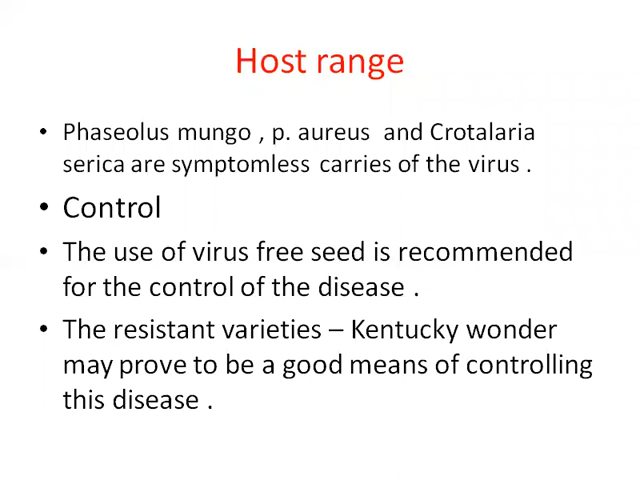 Host range
• Phaseolus mungo , p. aureus and Crotalaria
serica are symptomless carries of the virus .
• Control
• The use of virus free seed is recommended
for the control of the disease .
• The resistant varieties – Kentucky wonder
may prove to be a good means of controlling
this disease .